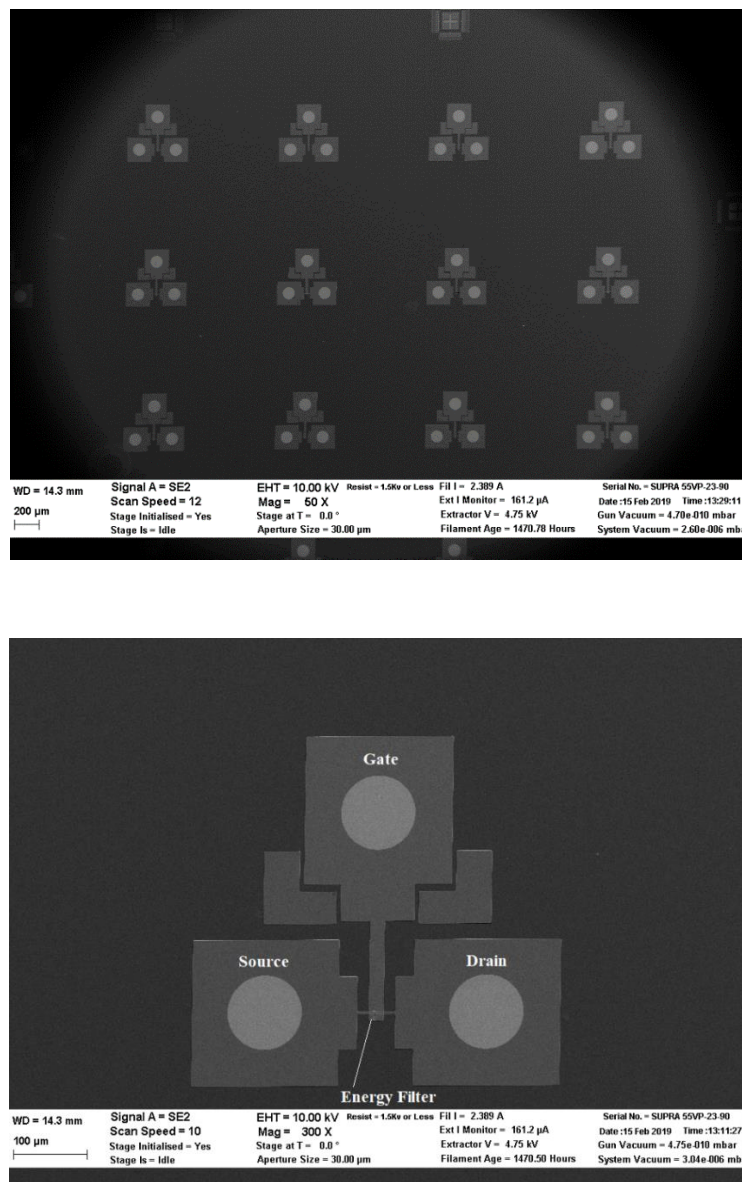 WD = 14.3 mm
200 µm
Signal A = SE2
Scan Speed = 12
Stage Initialised = Yes
Stage Is = Idle
EHT = 10.00 kV Resist = 1.5Kv or Less
Mag = 50 X
Stage at T = 0.0 °
Aperture Size = 30.00 µm
Fil I = 2.389 A
Ext I Monitor = 161.2 µA
Extractor V = 4.75 kV
Filament Age = 1470.78 Hours
Serial No. = SUPRA 55VP-23-90
Date :15 Feb 2019 Time :13:29:11
Gun Vacuum = 4.70e-010 mbar
System Vacuum = 2.60e-006 mb
Gate
Source
Drain
Energy Filter
WD = 14.3 mm
100 µm
Signal A = SE2
Scan Speed = 10
Stage Initialised = Yes
Stage Is = Idle
EHT = 10.00 kV Resist = 1.5Kv or Less
Mag = 300 X
Stage at T = 0.0 °
Aperture Size = 30.00 µm
Fil I = 2.389 A
Ext I Monitor = 161.2 µA
Extractor V = 4.75 kV
Filament Age = 1470.50 Hours
Serial No. = SUPRA 55VP-23-90
Date :15 Feb 2019 Time :13:11:27
Gun Vacuum = 4.75e-010 mbar
System Vacuum = 3.04e-006 mb